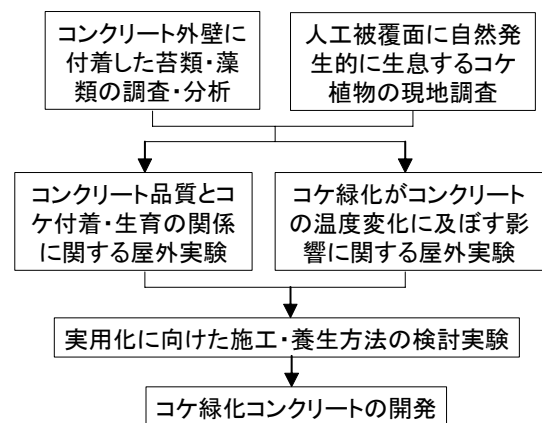 コンクリート外壁に
付着した苔類・藻
類の調査・分析
人工被覆面に自然発
生的に生息するコケ
植物の現地調査
コンクリート品質とコ
ケ付着・生育の関係
に関する屋外実験
コケ緑化がコンクリート
の温度変化に及ぼす影
響に関する屋外実験
実用化に向けた施工・養生方法の検討実験
コケ緑化コンクリートの開発